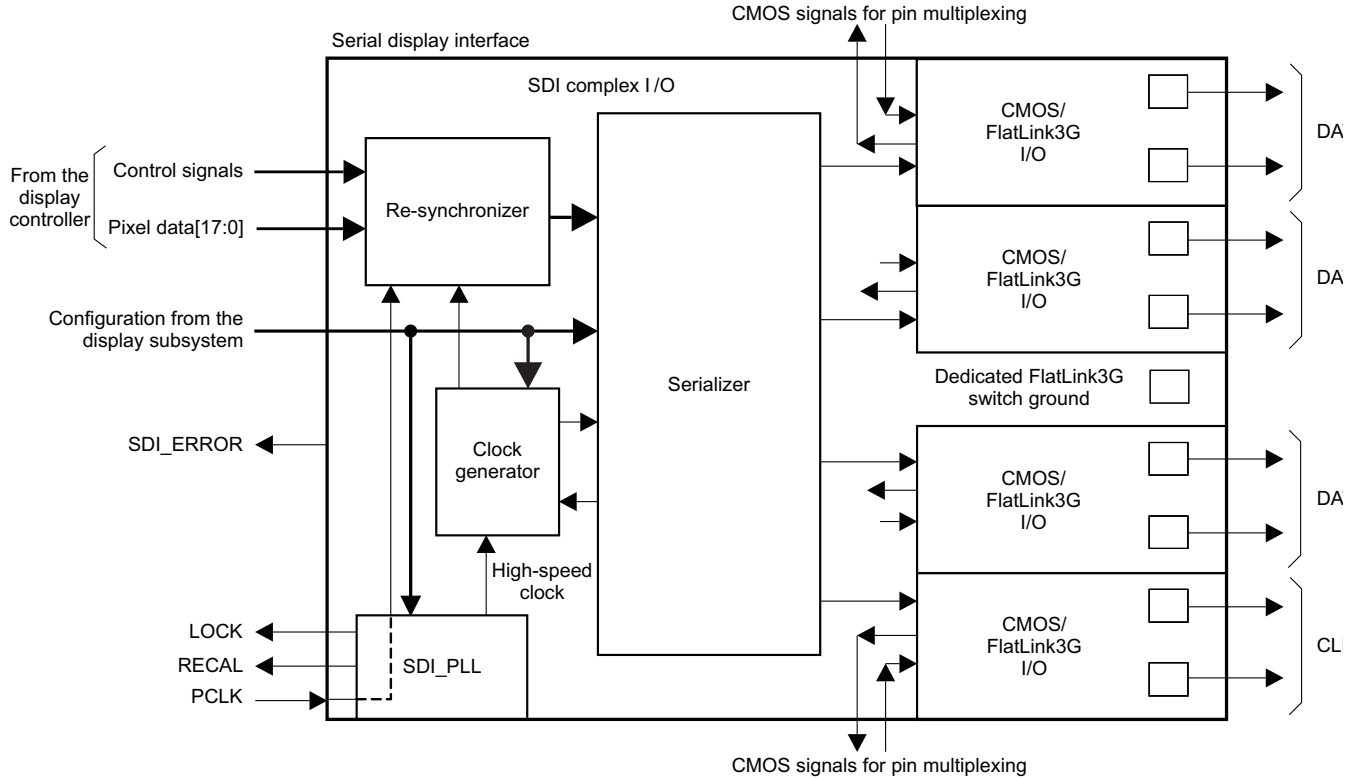 CMOS signals for pin multiplexing
Serial display interface
SDI complex I/O
CMOS/
FlatLink3G
I/O
DA
From the
display
controller
Control signals
Pixel data[17:0]
Re-synchronizer
CMOS/
FlatLink3G
I/O
DA
Configuration from the
display subsystem
Serializer
Dedicated FlatLink3G
switch ground
SDI_ERROR
Clock
generator
CMOS/
FlatLink3G
I/O
DA
High-speed
clock
LOCK
RECAL
PCLK
SDI_PLL
CMOS/
FlatLink3G
I/O
CL
CMOS signals for pin multiplexing